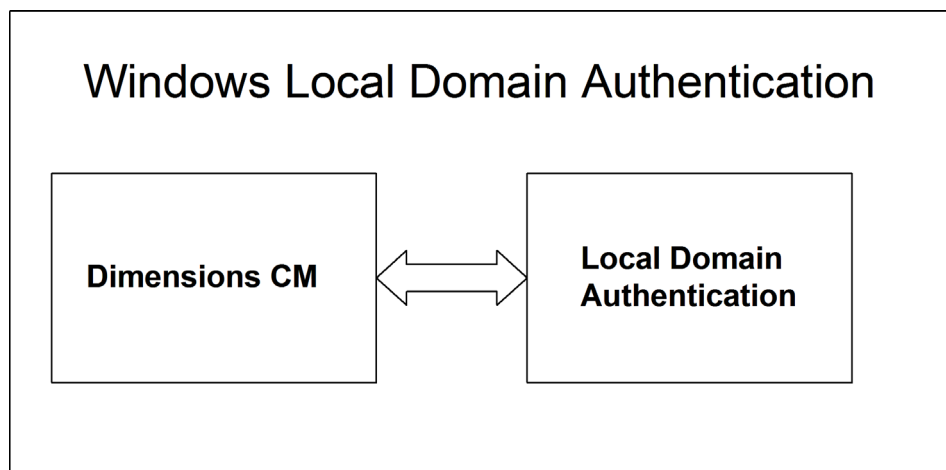 Windows Local Domain Authentication
Dimensions CM
Local Domain
Authentication